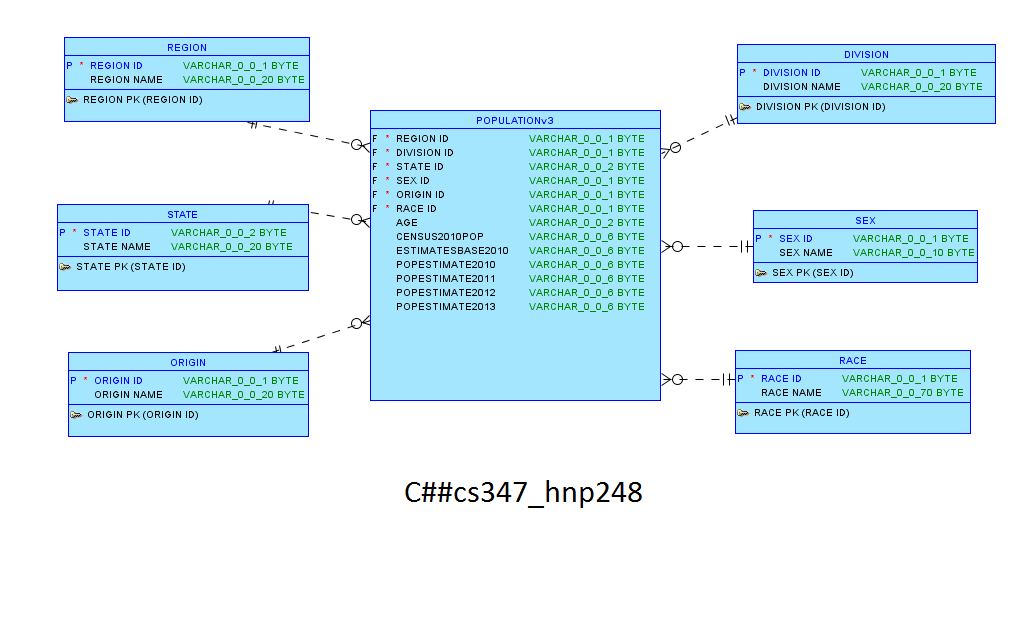 REGION
P * REGION ID VARCHAR_0_0_1 BYTE
REGION NAME VARCHAR_0_0_20 BYTE
REGION PK (REGION ID)
DIVISION
P * DIVISION ID VARCHAR_0_0_1 BYTE
DIVISION NAME VARCHAR_0_0_20 BYTE
DIVISION PK (DIVISION ID)
POPULATIONv3
F * REGION ID VARCHAR_0_0_1 BYTE
F * DIVISION ID VARCHAR_0_0_1 BYTE
F * STATE ID VARCHAR_0_0_2 BYTE
F * SEX ID VARCHAR_0_0_1 BYTE
F * ORIGIN ID VARCHAR_0_0_1 BYTE
F * RACE ID VARCHAR_0_0_1 BYTE
AGE VARCHAR_0_0_2 BYTE
CENSUS2010POP VARCHAR_0_0_6 BYTE
ESTIMATESBASE2010 VARCHAR_0_0_6 BYTE
POPESTIMATE2010 VARCHAR_0_0_6 BYTE
POPESTIMATE2011 VARCHAR_0_0_6 BYTE
POPESTIMATE2012 VARCHAR_0_0_6 BYTE
POPESTIMATE2013 VARCHAR_0_0_6 BYTE
STATE
P * STATE ID VARCHAR_0_0_2 BYTE
STATE NAME VARCHAR_0_0_20 BYTE
STATE PK (STATE ID)
SEX
P * SEX ID VARCHAR_0_0_1 BYTE
SEX NAME VARCHAR_0_0_10 BYTE
SEX PK (SEX ID)
ORIGIN
P * ORIGIN ID VARCHAR_0_0_1 BYTE
ORIGIN NAME VARCHAR_0_0_20 BYTE
ORIGIN PK (ORIGIN ID)
RACE
P * RACE ID VARCHAR_0_0_1 BYTE
RACE NAME VARCHAR_0_0_70 BYTE
RACE PK (RACE ID)
C##cs347_hnp248